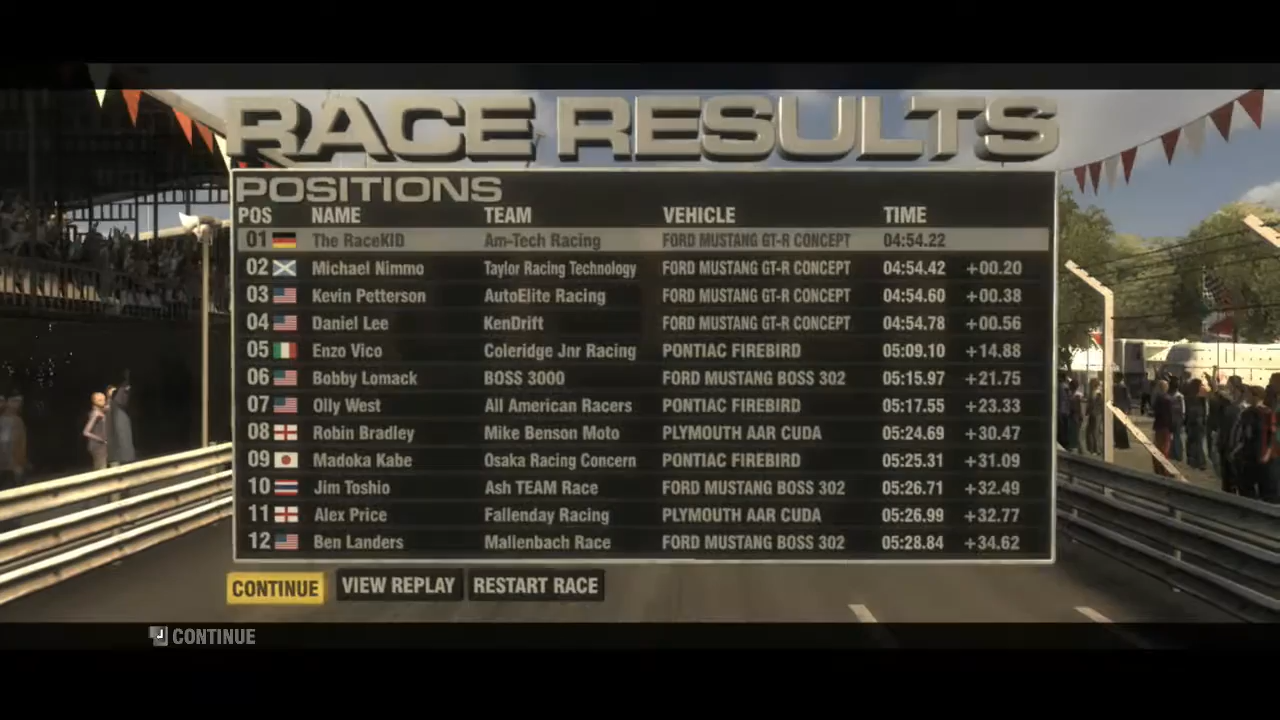 RACE RESULTS
POSITIONS
POS NAME TEAM VEHICLE TIME
01 The RaceKID Am-Tech Racing FORD MUSTANG GT-R CONCEPT 04:54.22
02 Michael Nimmo Taylor Racing Technology FORD MUSTANG GT-R CONCEPT 04:54.42 +00.20
03 Kevin Petterson AutoElite Racing FORD MUSTANG GT-R CONCEPT 04:54.60 +00.38
04 Daniel Lee KenDrift FORD MUSTANG GT-R CONCEPT 04:54.78 +00.56
05 Enzo Vico Coleridge Jnr Racing PONTIAC FIREBIRD 05:09.10 +14.88
06 Bobby Lomack BOSS 3000 FORD MUSTANG BOSS 302 05:15.97 +21.75
07 Olly West All American Racers PONTIAC FIREBIRD 05:17.55 +23.33
08 Robin Bradley Mike Benson Moto PLYMOUTH AAR CUDA 05:24.69 +30.47
09 Madoka Kabe Osaka Racing Concern PONTIAC FIREBIRD 05:25.31 +31.09
10 Jim Toshio Ash TEAM Race FORD MUSTANG BOSS 302 05:26.71 +32.49
11 Alex Price Fallenday Racing PLYMOUTH AAR CUDA 05:26.99 +32.77
12 Ben Landers Mallenbach Race FORD MUSTANG BOSS 302 05:28.84 +34.62
CONTINUE VIEW REPLAY RESTART RACE
CONTINUE